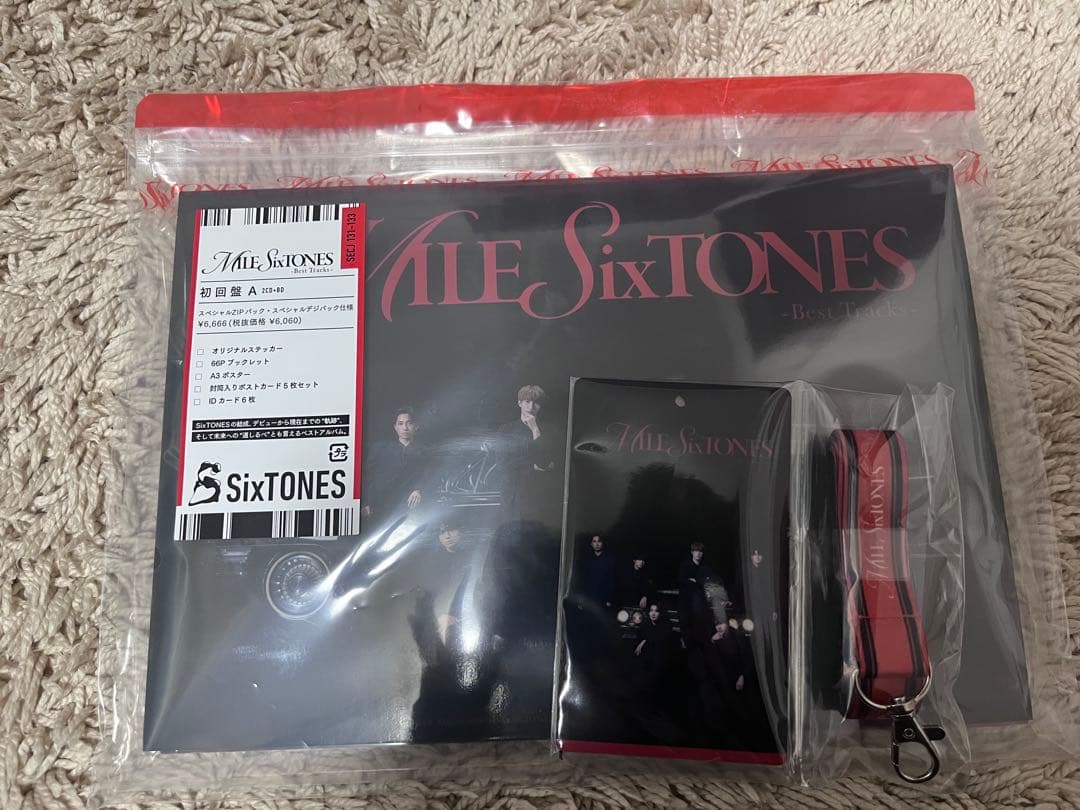 MILE SixTONES MILE SixTONES
MILE SixTONES
-Best Tracks-
SECJ 131-133
MILE SixTONES
-Best Tracks-
初回盤 A 2CD+BD
スペシャルZIPパック・スペシャルデジパック仕様
¥6,666(税抜価格 ¥6,060)
□ オリジナルステッカー
□ 66P ブックレット
□ A3 ポスター
□ 封筒入りポストカード5枚セット
□ IDカード6枚
SixTONESの結成、デビューから現在までの"軌跡"、
そして未来への"道しるべ"とも言えるベストアルバム。
プラ
SixTONES
MILE SixTONES
MILE SixTONES